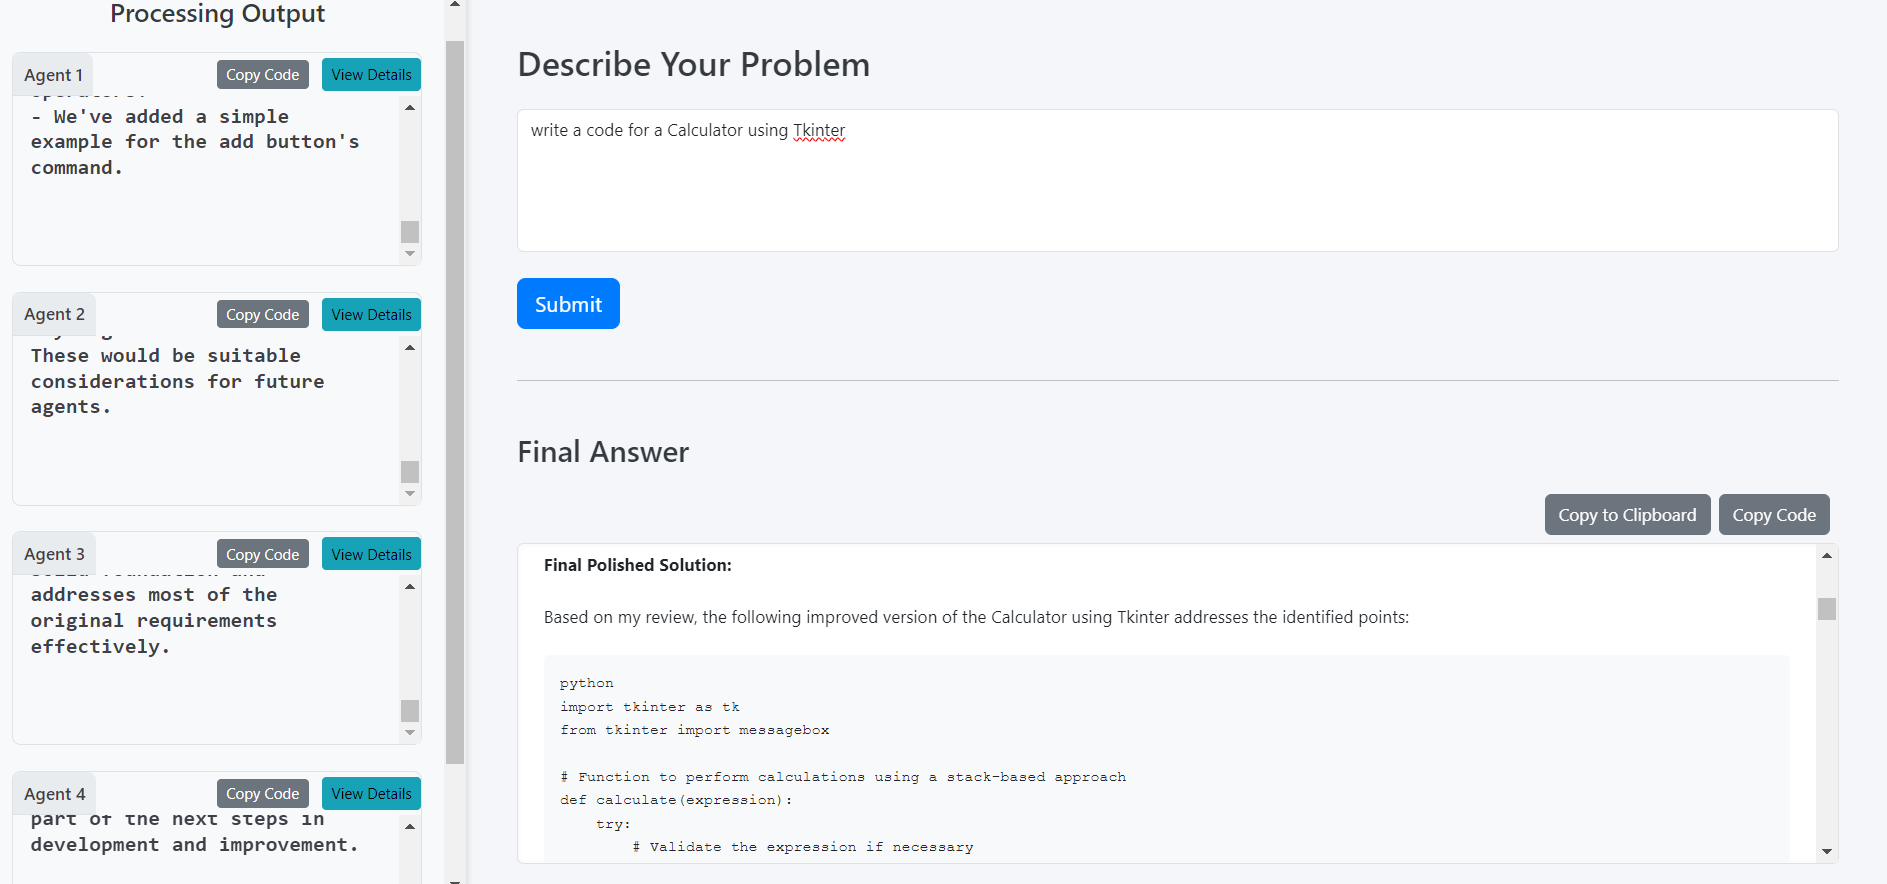 Processing Output
Agent 1
Copy Code
View Details
- We've added a simple
example for the add button's
command.
Agent 2
Copy Code
View Details
These would be suitable
considerations for future
agents.
Agent 3
Copy Code
View Details
addresses most of the
original requirements
effectively.
Agent 4
Copy Code
View Details
part of the next steps in
development and improvement.
Describe Your Problem
write a code for a Calculator using Tkinter
Submit
Final Answer
Copy to Clipboard
Copy Code
Final Polished Solution:
Based on my review, the following improved version of the Calculator using Tkinter addresses the identified points:
python
import tkinter as tk
from tkinter import messagebox
# Function to perform calculations using a stack-based approach
def calculate(expression):
try:
# Validate the expression if necessary